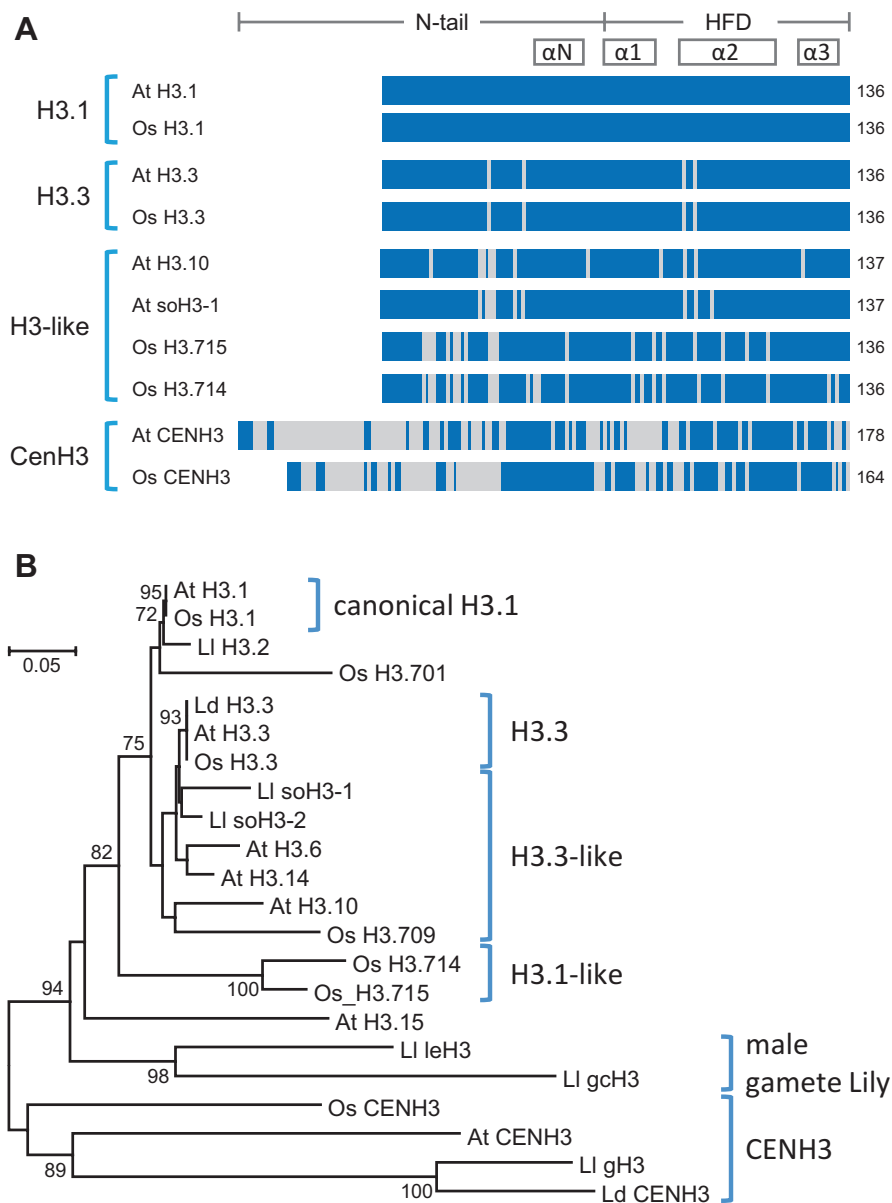 A
N-tail HFD
αN α1 α2 α3
H3.1
At H3.1 136
Os H3.1 136
H3.3
At H3.3 136
Os H3.3 136
H3-like
At H3.10 137
At soH3-1 137
Os H3.715 136
Os H3.714 136
CenH3
At CENH3 178
Os CENH3 164
B
0.05
95 At H3.1
72 Os H3.1
canonical H3.1
Ll H3.2
Os H3.701
Ld H3.3
93 At H3.3
Os H3.3
H3.3
75
Ll soH3-1
Ll soH3-2
At H3.6
At H3.14
At H3.10
Os H3.709
H3.3-like
82
Os H3.714
100 Os_H3.715
H3.1-like
94
At H3.15
Ll leH3
98 Ll gcH3
male
gamete Lily
Os CENH3
At CENH3
89 Ll gH3
100 Ld CENH3
CENH3